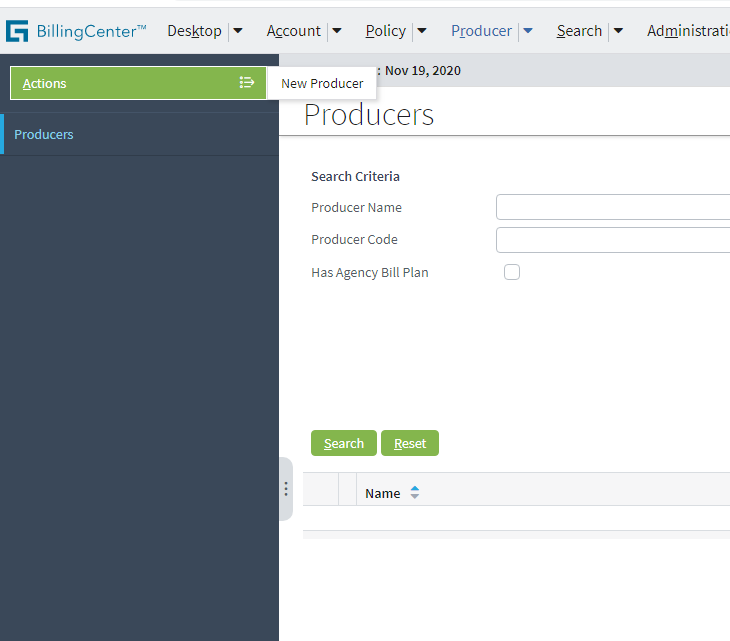 BillingCenter™ Desktop Account Policy Producer Search Administrati
: Nov 19, 2020
Actions
New Producer
Producers
Producers
Search Criteria
Producer Name
Producer Code
Has Agency Bill Plan
Search Reset
Name